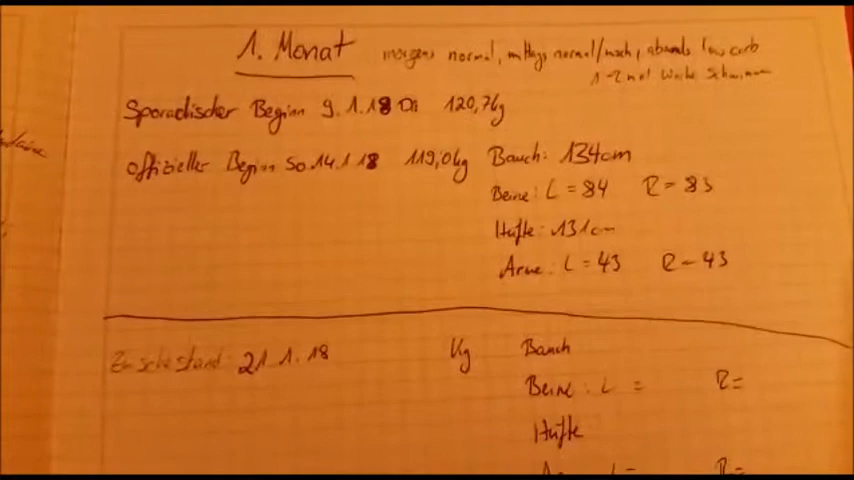 1. Monat morgens normal, mittags normal/noch, abends low carb
1-2 mal Woche Schwimmen
Sporadischer Beginn 9.1.18 Di 120,7kg
Offizieller Beginn So 14.1.18 119,0kg Bauch: 134cm
Beine: L = 84 R = 83
Hüfte: 131cm
Arme: L = 43 R = 43
21.1.18 Kg Bauch
Beine: L = R=
Hüfte
Arme L= R=